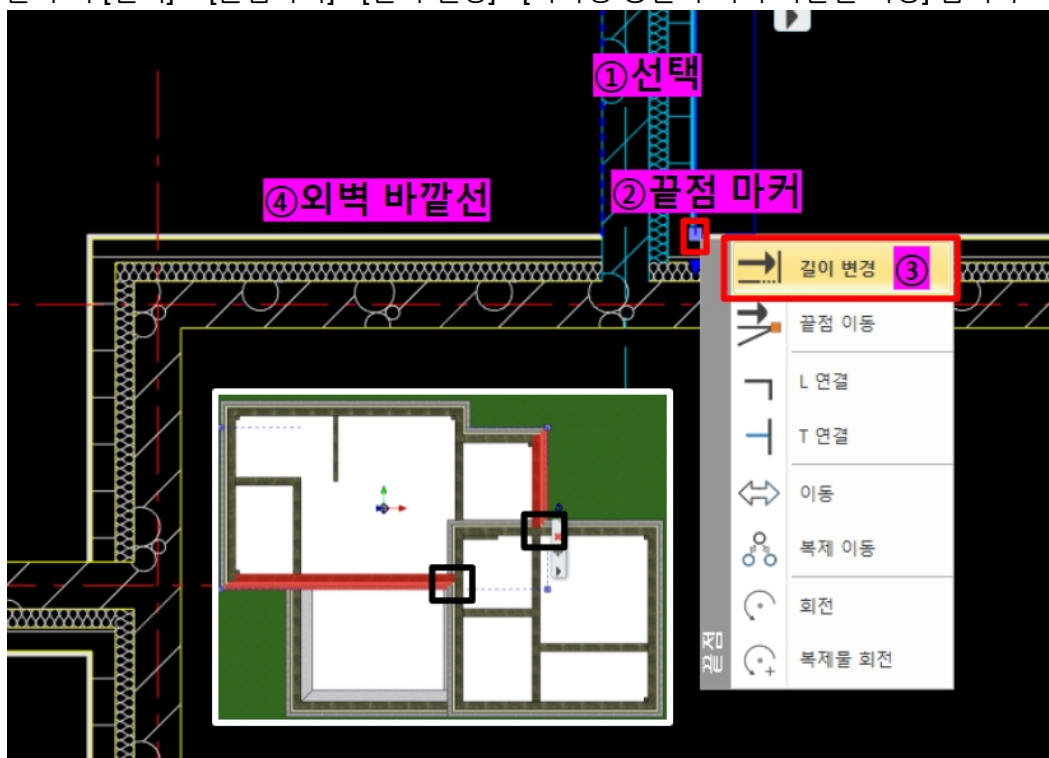 ①선택
②끝점 마커
④외벽 바깥선
길이 변경 ③
끝점 이동
L 연결
T 연결
이동
복제 이동
회전
복제물 회전
끝점